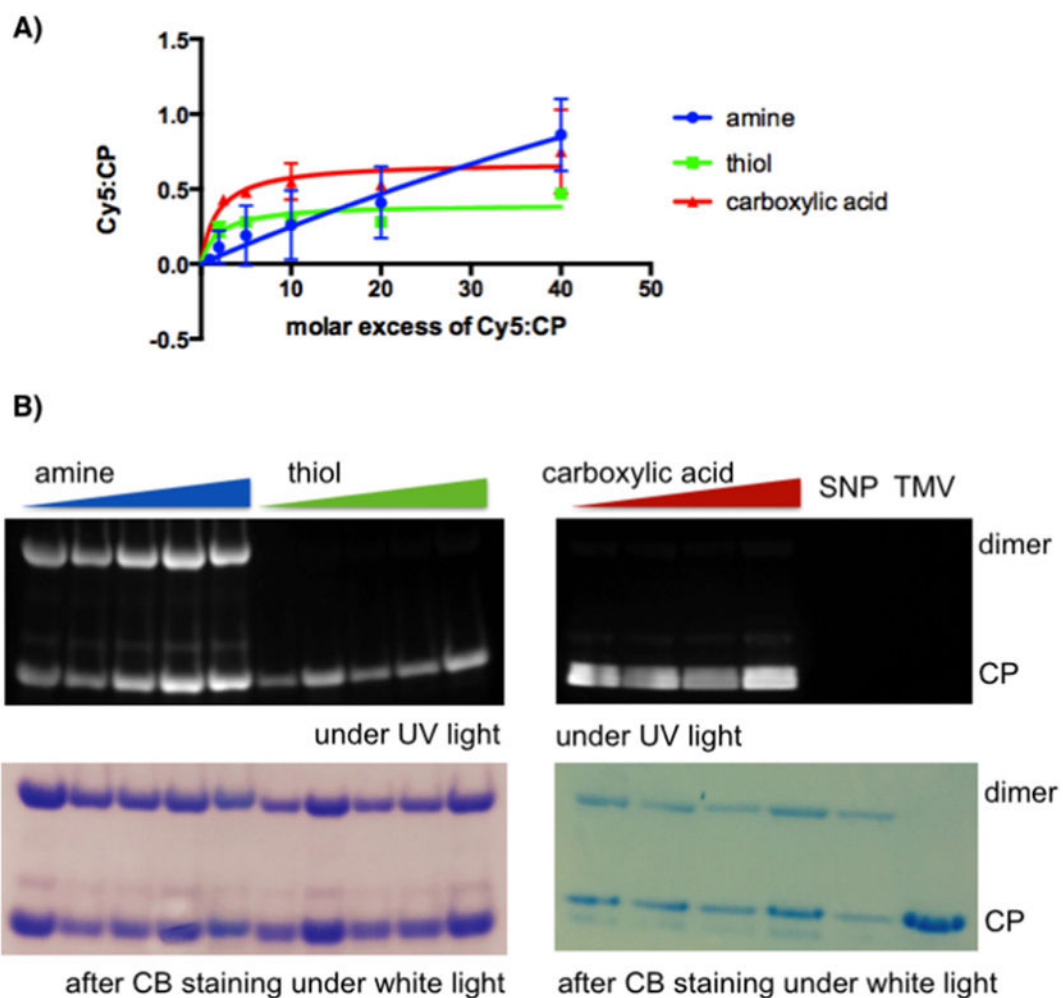 A)
1.5
1.0
0.5
0.0
-0.5
10 20 30 40 50
Cy5:CP
molar excess of Cy5:CP
amine
thiol
carboxylic acid
B)
amine thiol carboxylic acid SNP TMV
dimer
CP
under UV light under UV light
dimer
CP
after CB staining under white light after CB staining under white light